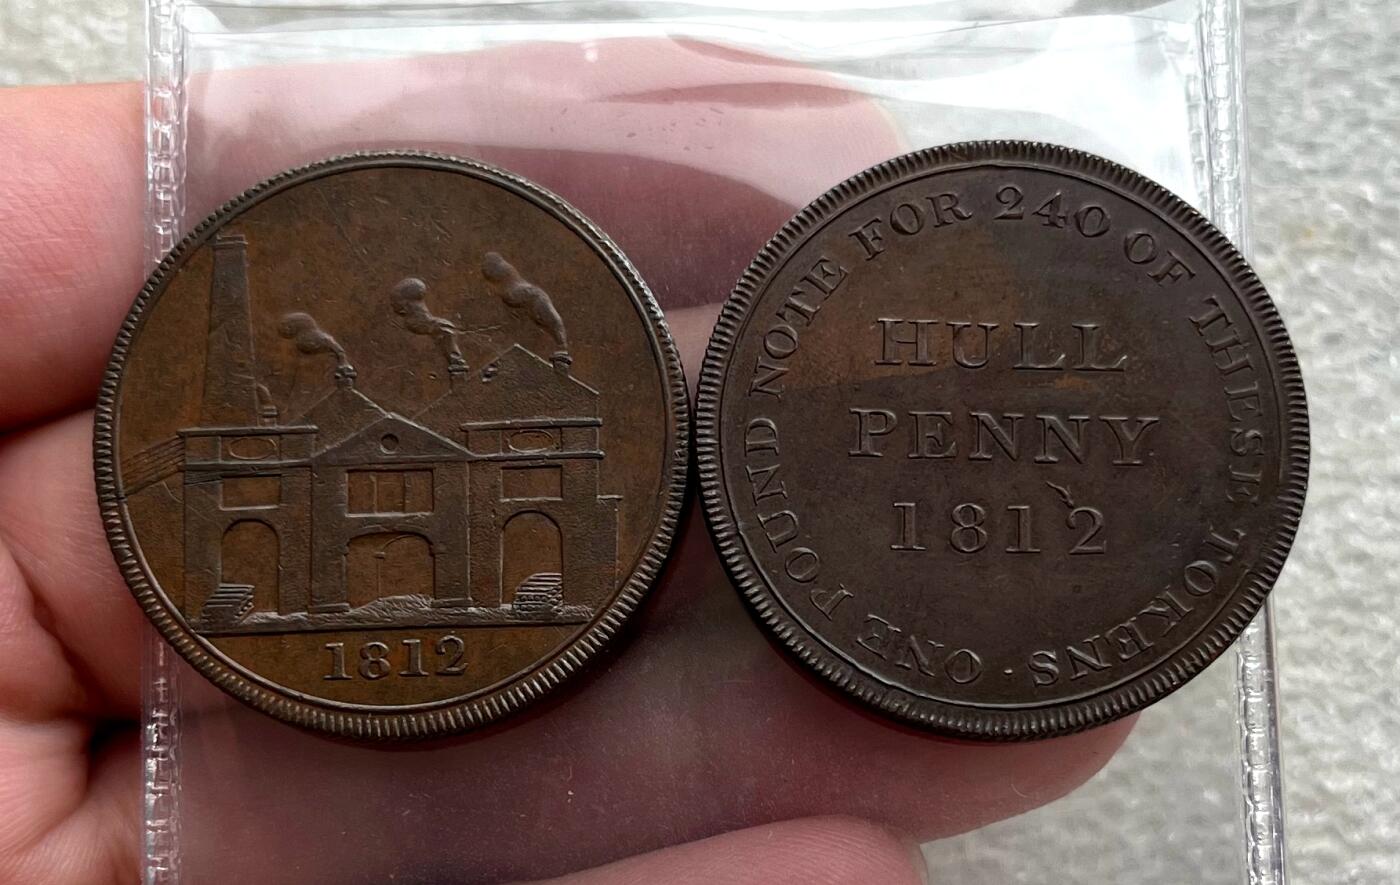 1812
ONE POUND NOTE FOR 240 OF THESE TOKENS ·
HULL
PENNY
1812